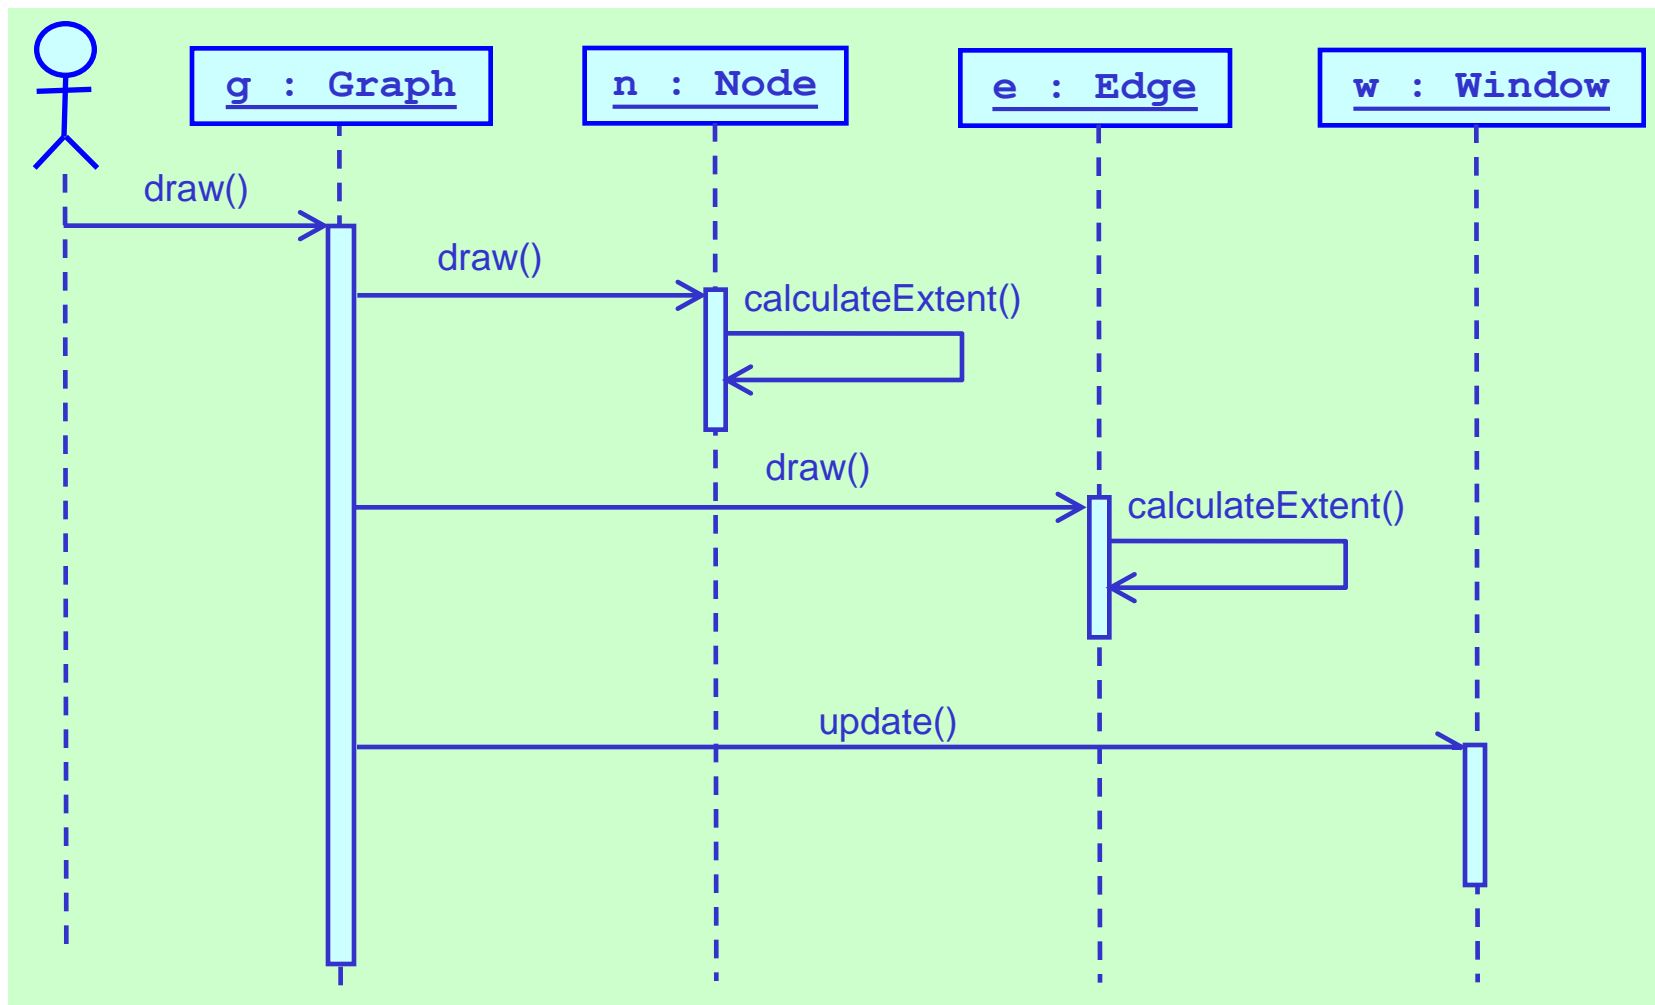 g : Graph
n : Node
e : Edge
w : Window
draw()
draw()
calculateExtent()
draw()
calculateExtent()
update()